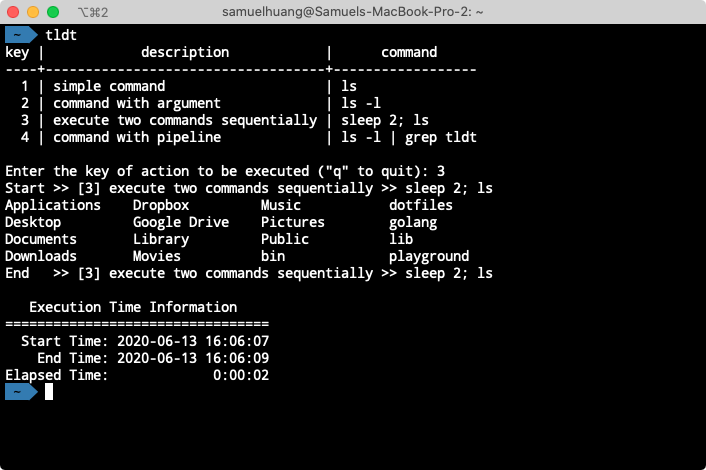 ⌥⌘2 samuelhuang@Samuels-MacBook-Pro-2: ~
~ tldt
key |            description            |      command
----+-----------------------------------+------------------
  1 | simple command                    | ls
  2 | command with argument             | ls -l
  3 | execute two commands sequentially | sleep 2; ls
  4 | command with pipeline             | ls -l | grep tldt
Enter the key of action to be executed ("q" to quit): 3
Start >> [3] execute two commands sequentially >> sleep 2; ls
Applications    Dropbox         Music           dotfiles
Desktop         Google Drive    Pictures        golang
Documents       Library         Public          lib
Downloads       Movies          bin             playground
End   >> [3] execute two commands sequentially >> sleep 2; ls
   Execution Time Information
=================================
  Start Time: 2020-06-13 16:06:07
    End Time: 2020-06-13 16:06:09
Elapsed Time:             0:00:02
~